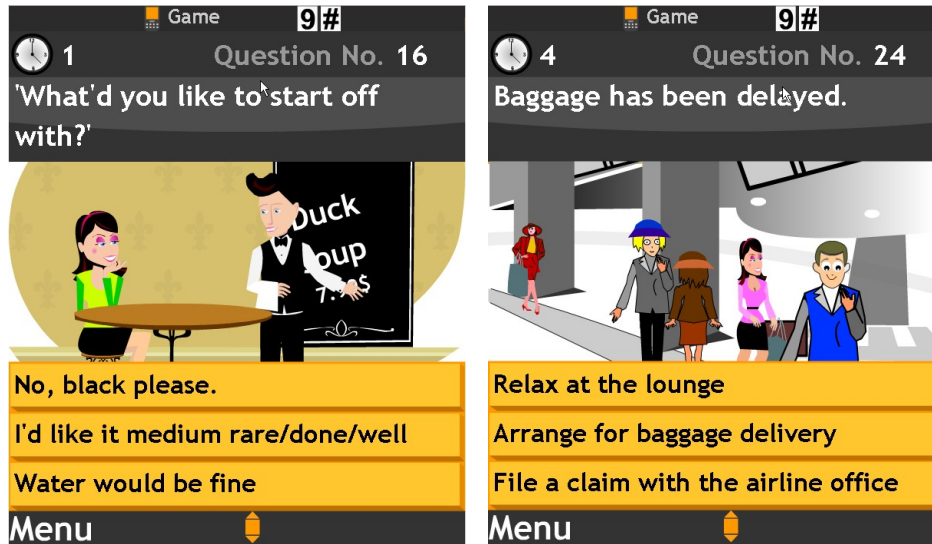 Game 9#
1 Question No. 16
'What'd you like to start off
with?'
Duck
Soup
7.
$
No, black please.
I'd like it medium rare/done/well
Water would be fine
Menu
Game 9#
4 Question No. 24
Baggage has been delayed.
Relax at the lounge
Arrange for baggage delivery
File a claim with the airline office
Menu